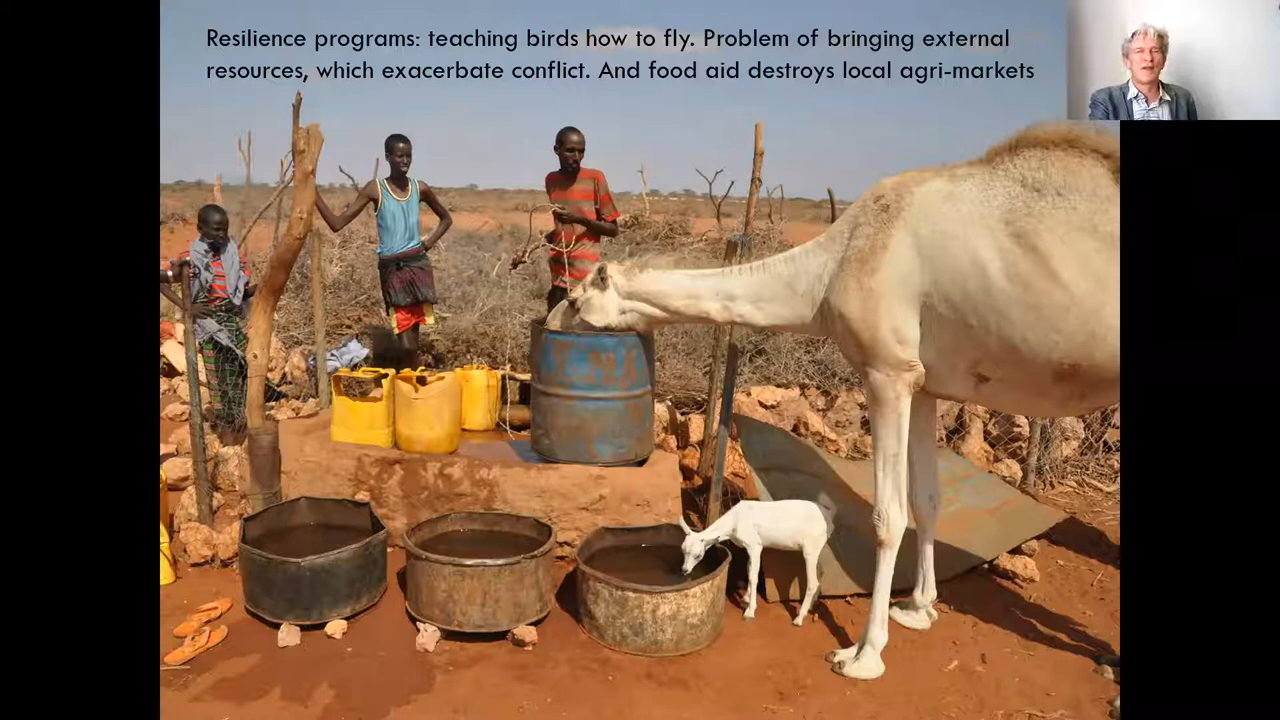 Resilience programs: teaching birds how to fly. Problem of bringing external
resources, which exacerbate conflict. And food aid destroys local agri-markets